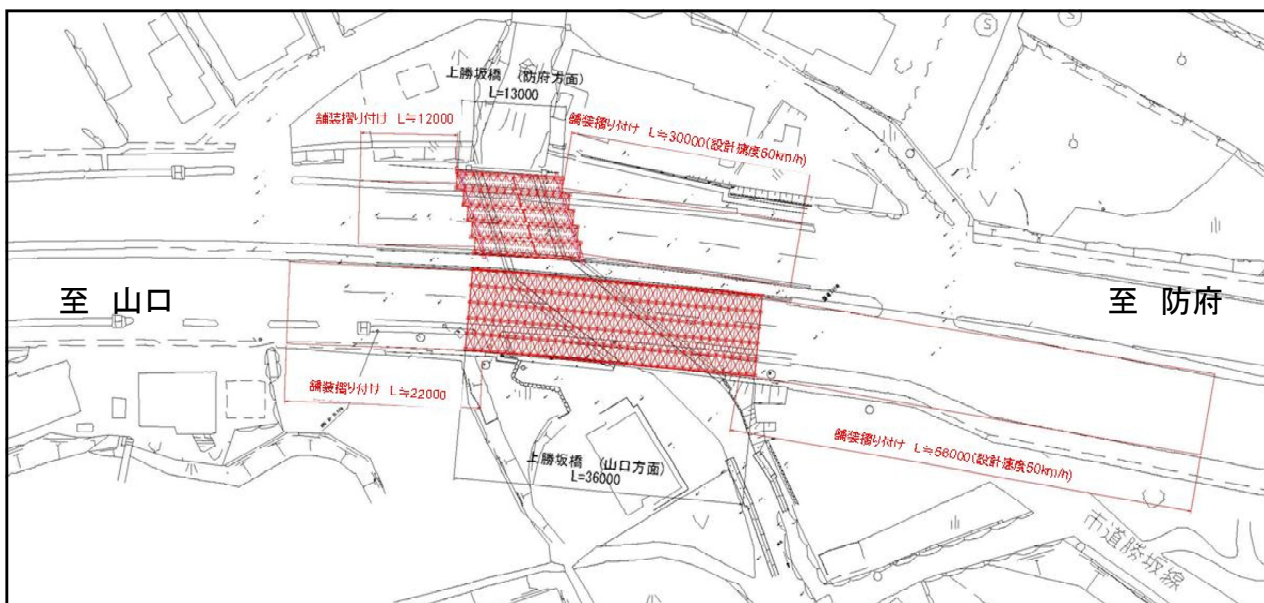 上勝坂橋 (防府方面)
L=13000
舗装摺り付け L≒12000
舗装摺り付け L≒30000(設計速度60km/h)
至 山口
至 防府
舗装摺り付け L≒22000
上勝坂橋 (山口方面)
L=36000
舗装摺り付け L≒56000(設計速度50km/h)
市道勝坂線
S
S